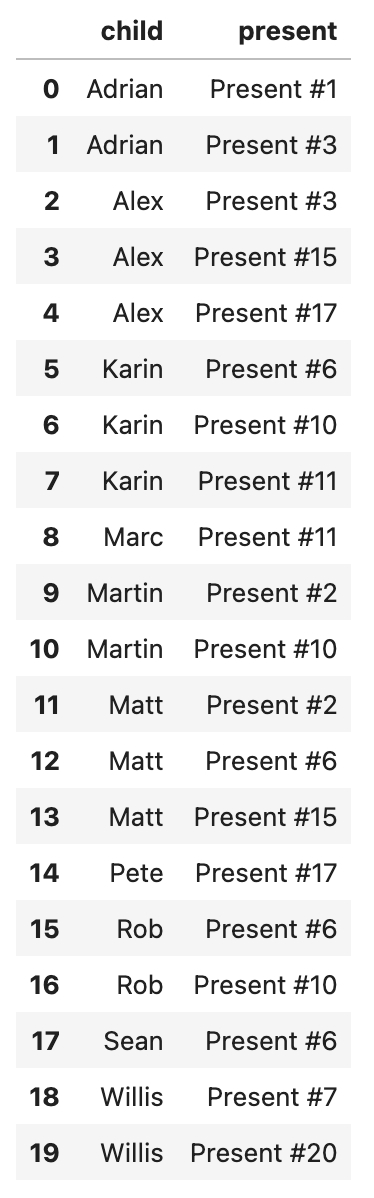 child present
0 Adrian Present #1
1 Adrian Present #3
2 Alex Present #3
3 Alex Present #15
4 Alex Present #17
5 Karin Present #6
6 Karin Present #10
7 Karin Present #11
8 Marc Present #11
9 Martin Present #2
10 Martin Present #10
11 Matt Present #2
12 Matt Present #6
13 Matt Present #15
14 Pete Present #17
15 Rob Present #6
16 Rob Present #10
17 Sean Present #6
18 Willis Present #7
19 Willis Present #20